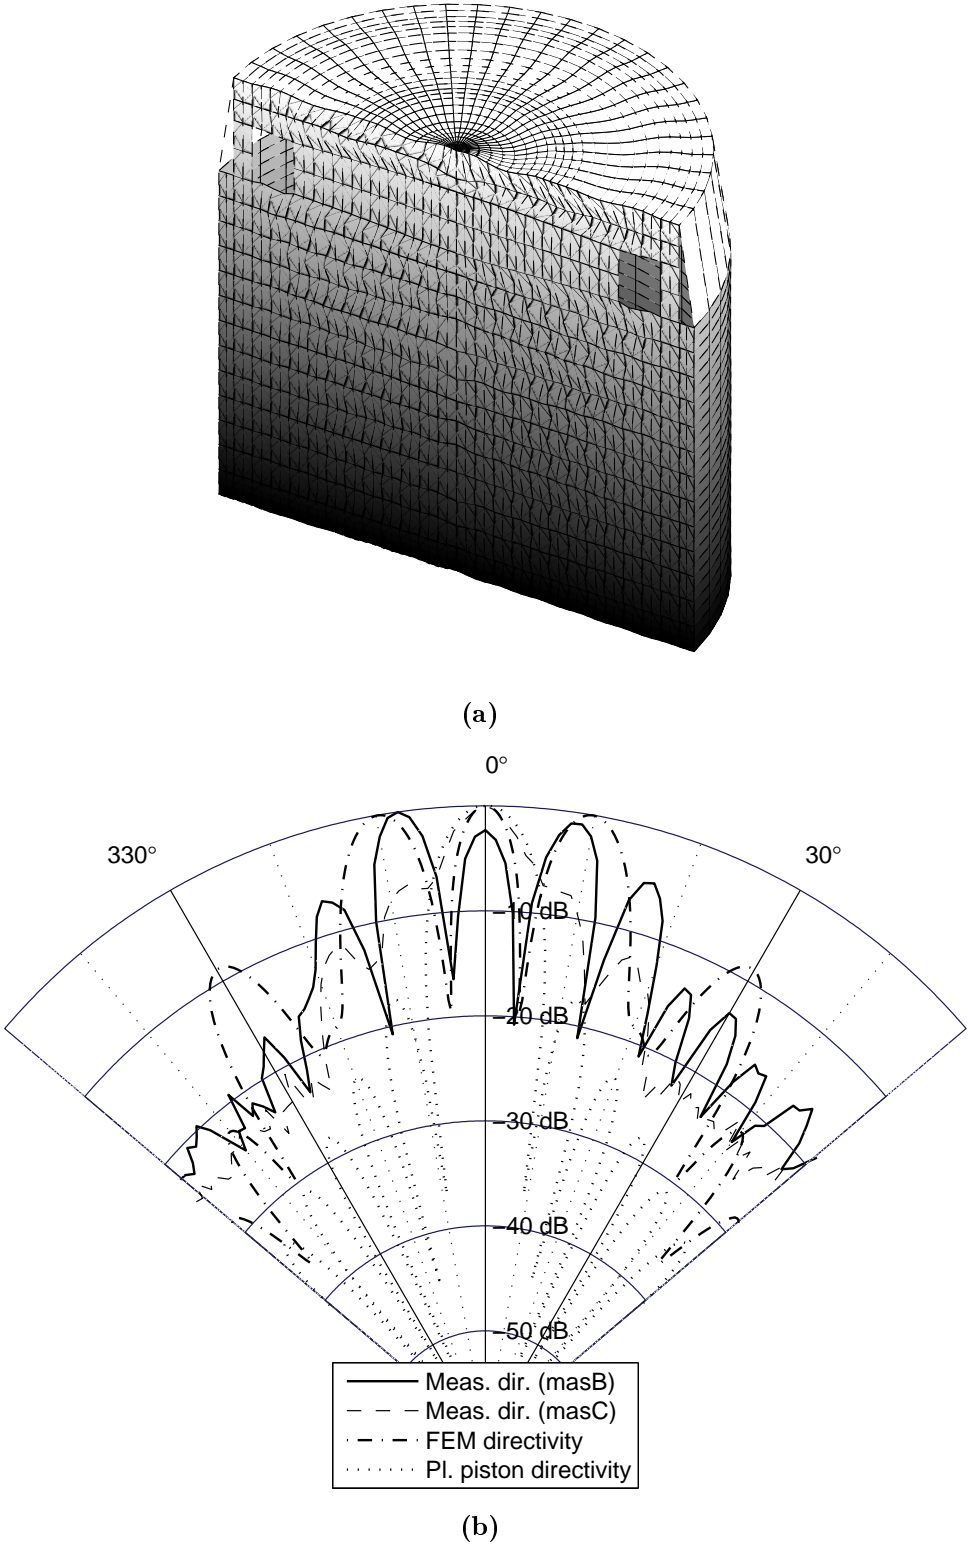 (a)
0°
330°
30°
−10 dB
−20 dB
−30 dB
−40 dB
−50 dB
Meas. dir. (masB)
Meas. dir. (masC)
FEM directivity
Pl. piston directivity
(b)